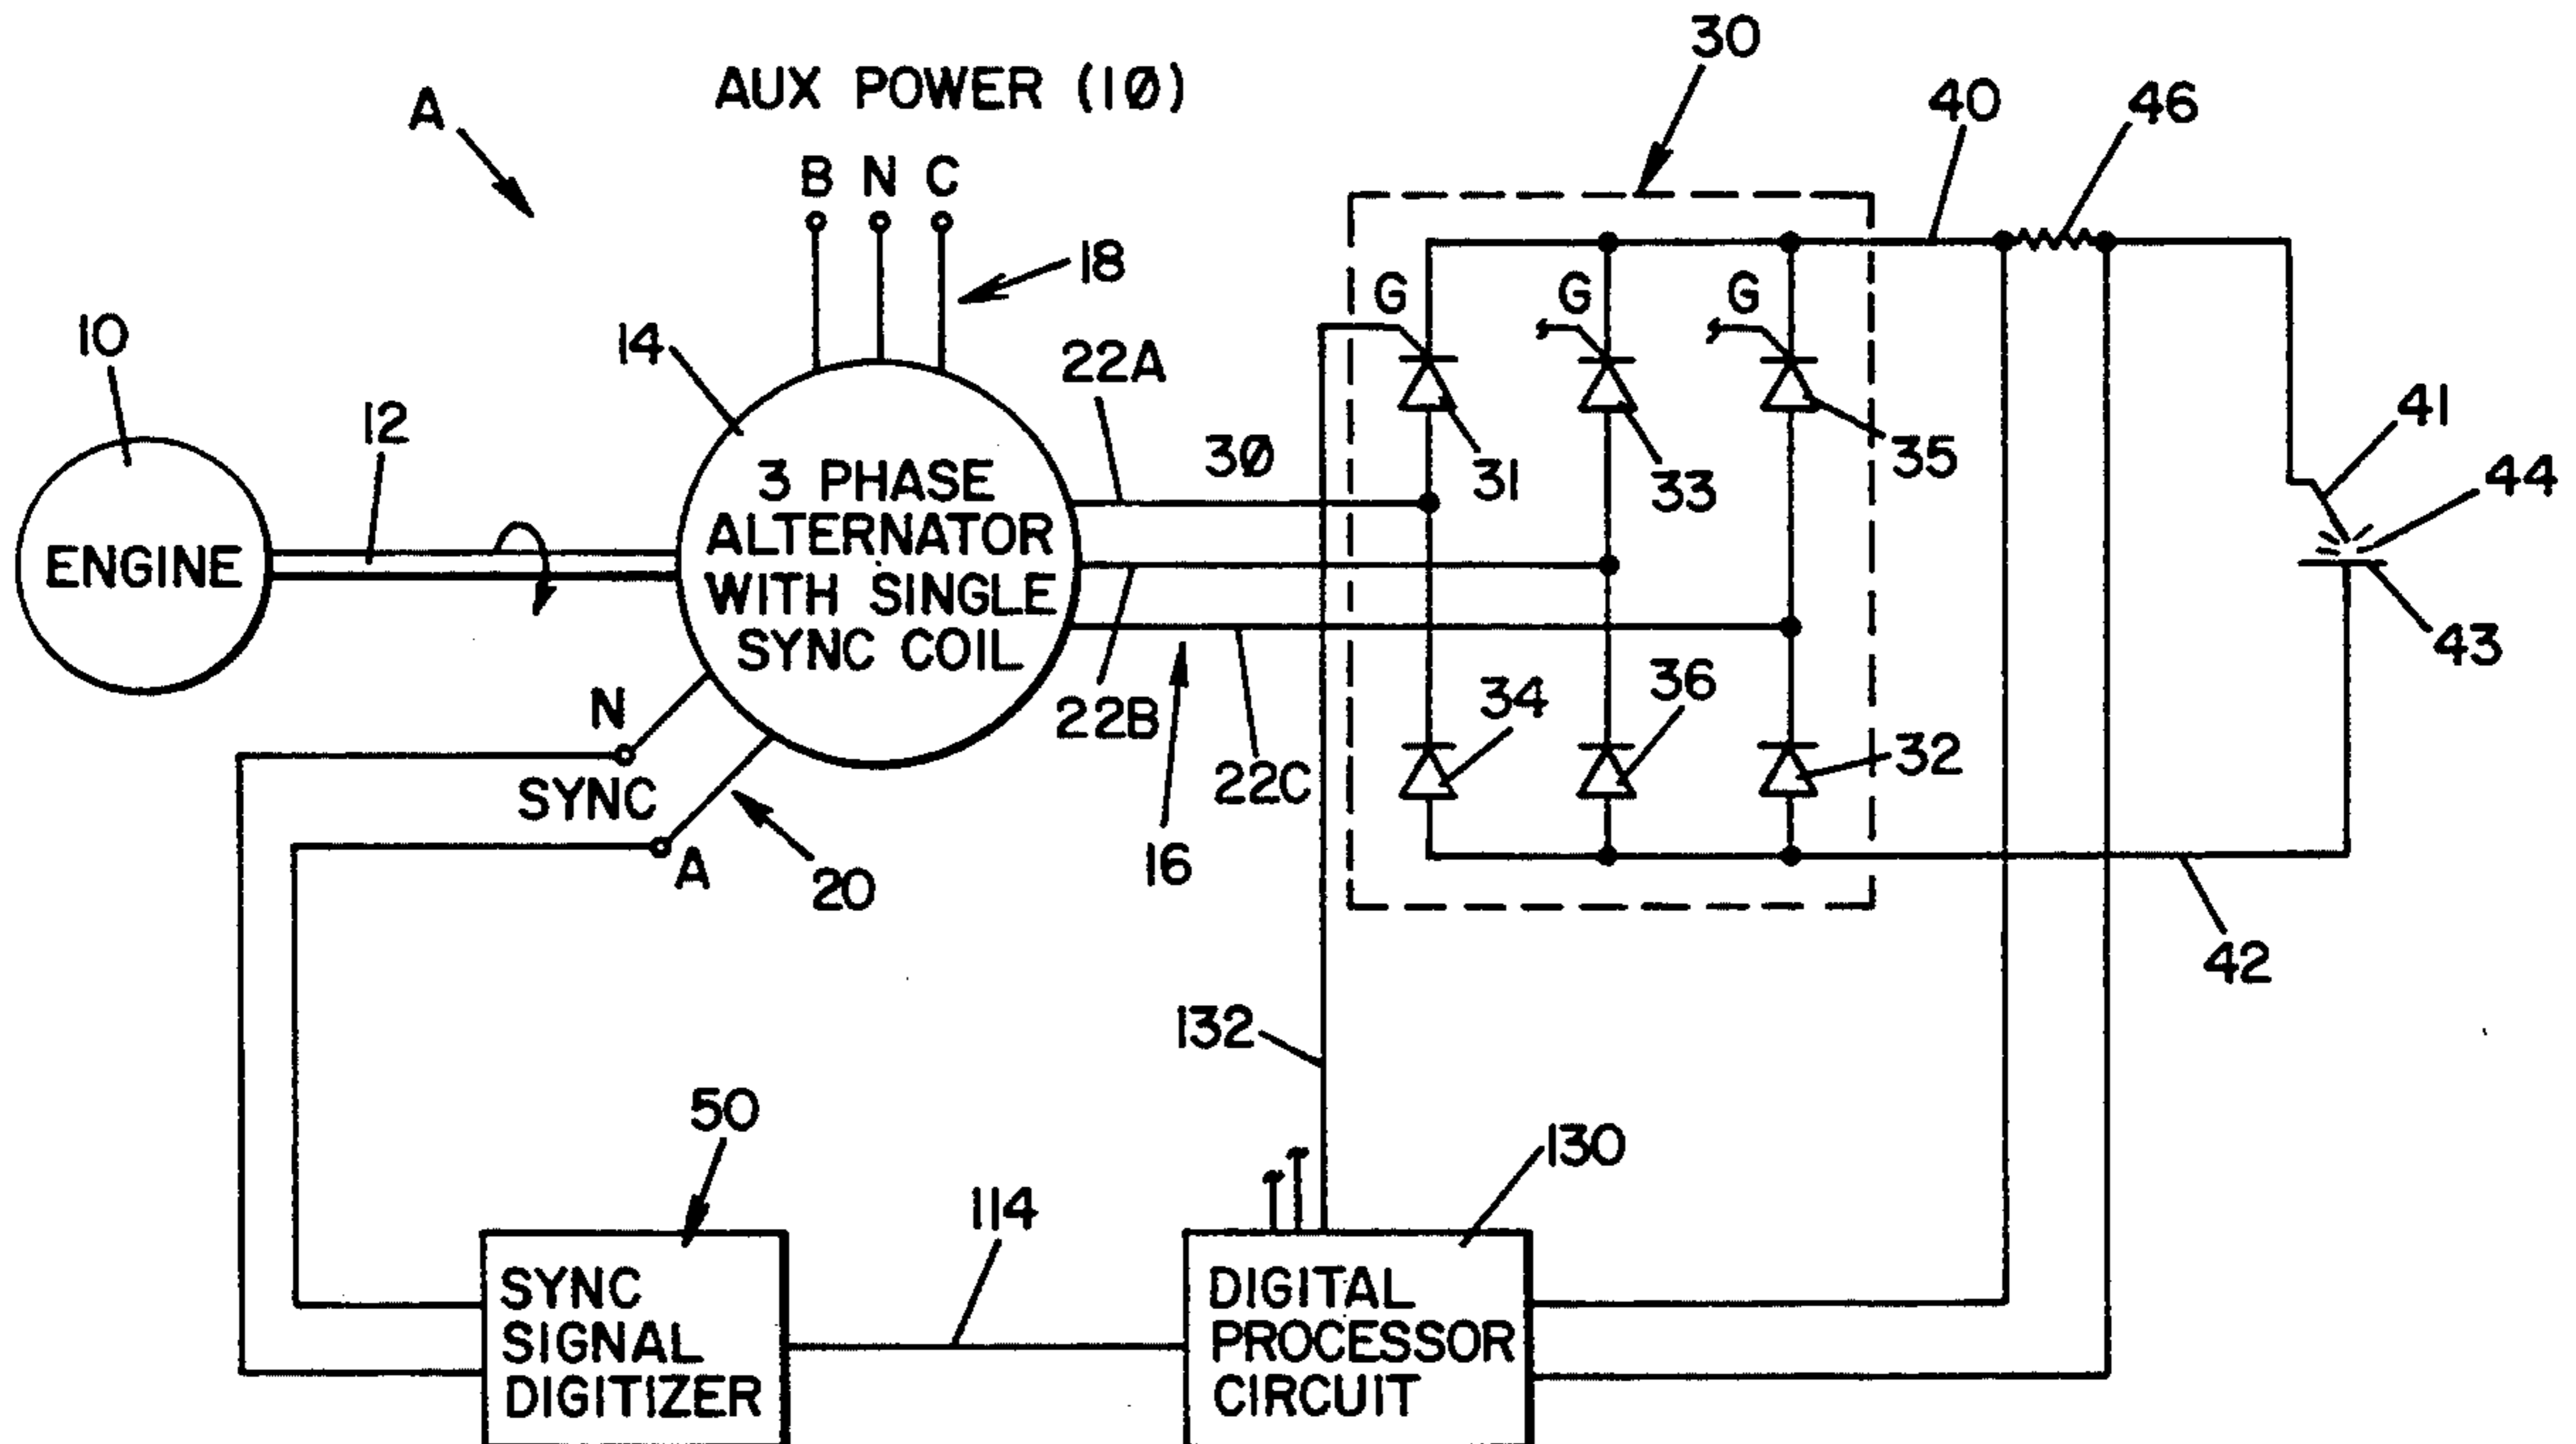 30
A
AUX POWER (1Ø)
40
46
B N C
18
G G G
10
14
12
22A
3Ø
31
33
35
41
44
ENGINE
3 PHASE
ALTERNATOR
WITH SINGLE
SYNC COIL
43
N
22B
34
36
32
SYNC
22C
A
20
16
42
132
50
114
130
SYNC
SIGNAL
DIGITIZER
DIGITAL
PROCESSOR
CIRCUIT